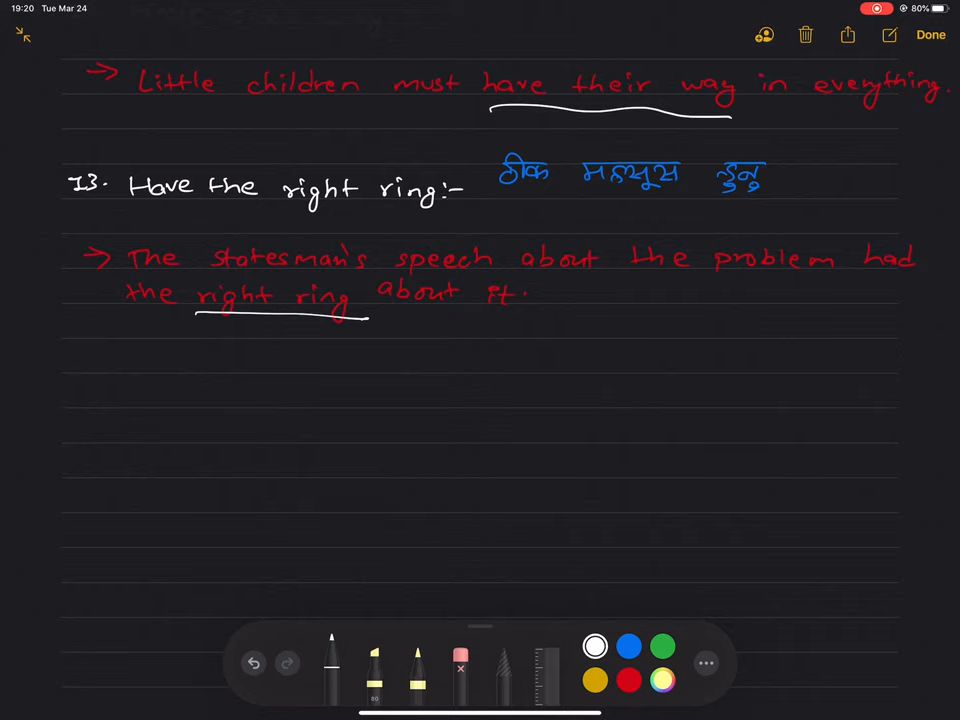 19:20 Tue Mar 24
80%
Done
→ Little children must have their way in everything.
13. Have the right ring:- ठीक महसूस हुनु
→ The statesman's speech about the problem had
the right ring about it.
80